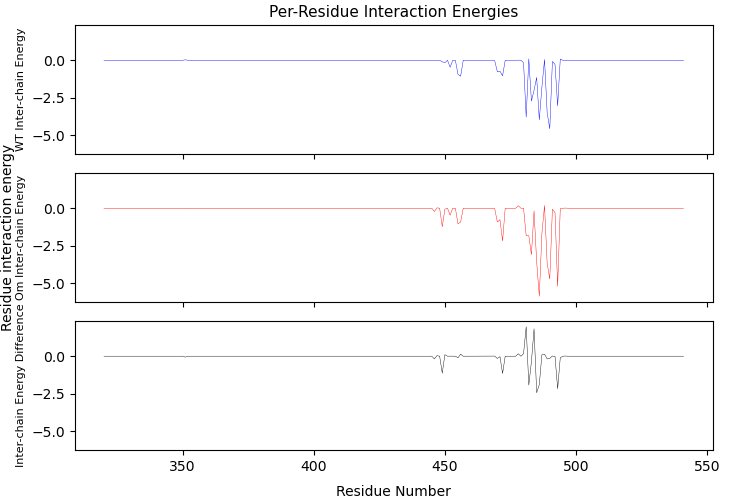 Per-Residue Interaction Energies
WT Inter-chain Energy
0.0
−2.5
−5.0
Residue interaction energy
Om Inter-chain Energy
0.0
−2.5
−5.0
Inter-chain Energy Difference
0.0
−2.5
−5.0
350
400
450
500
550
Residue Number